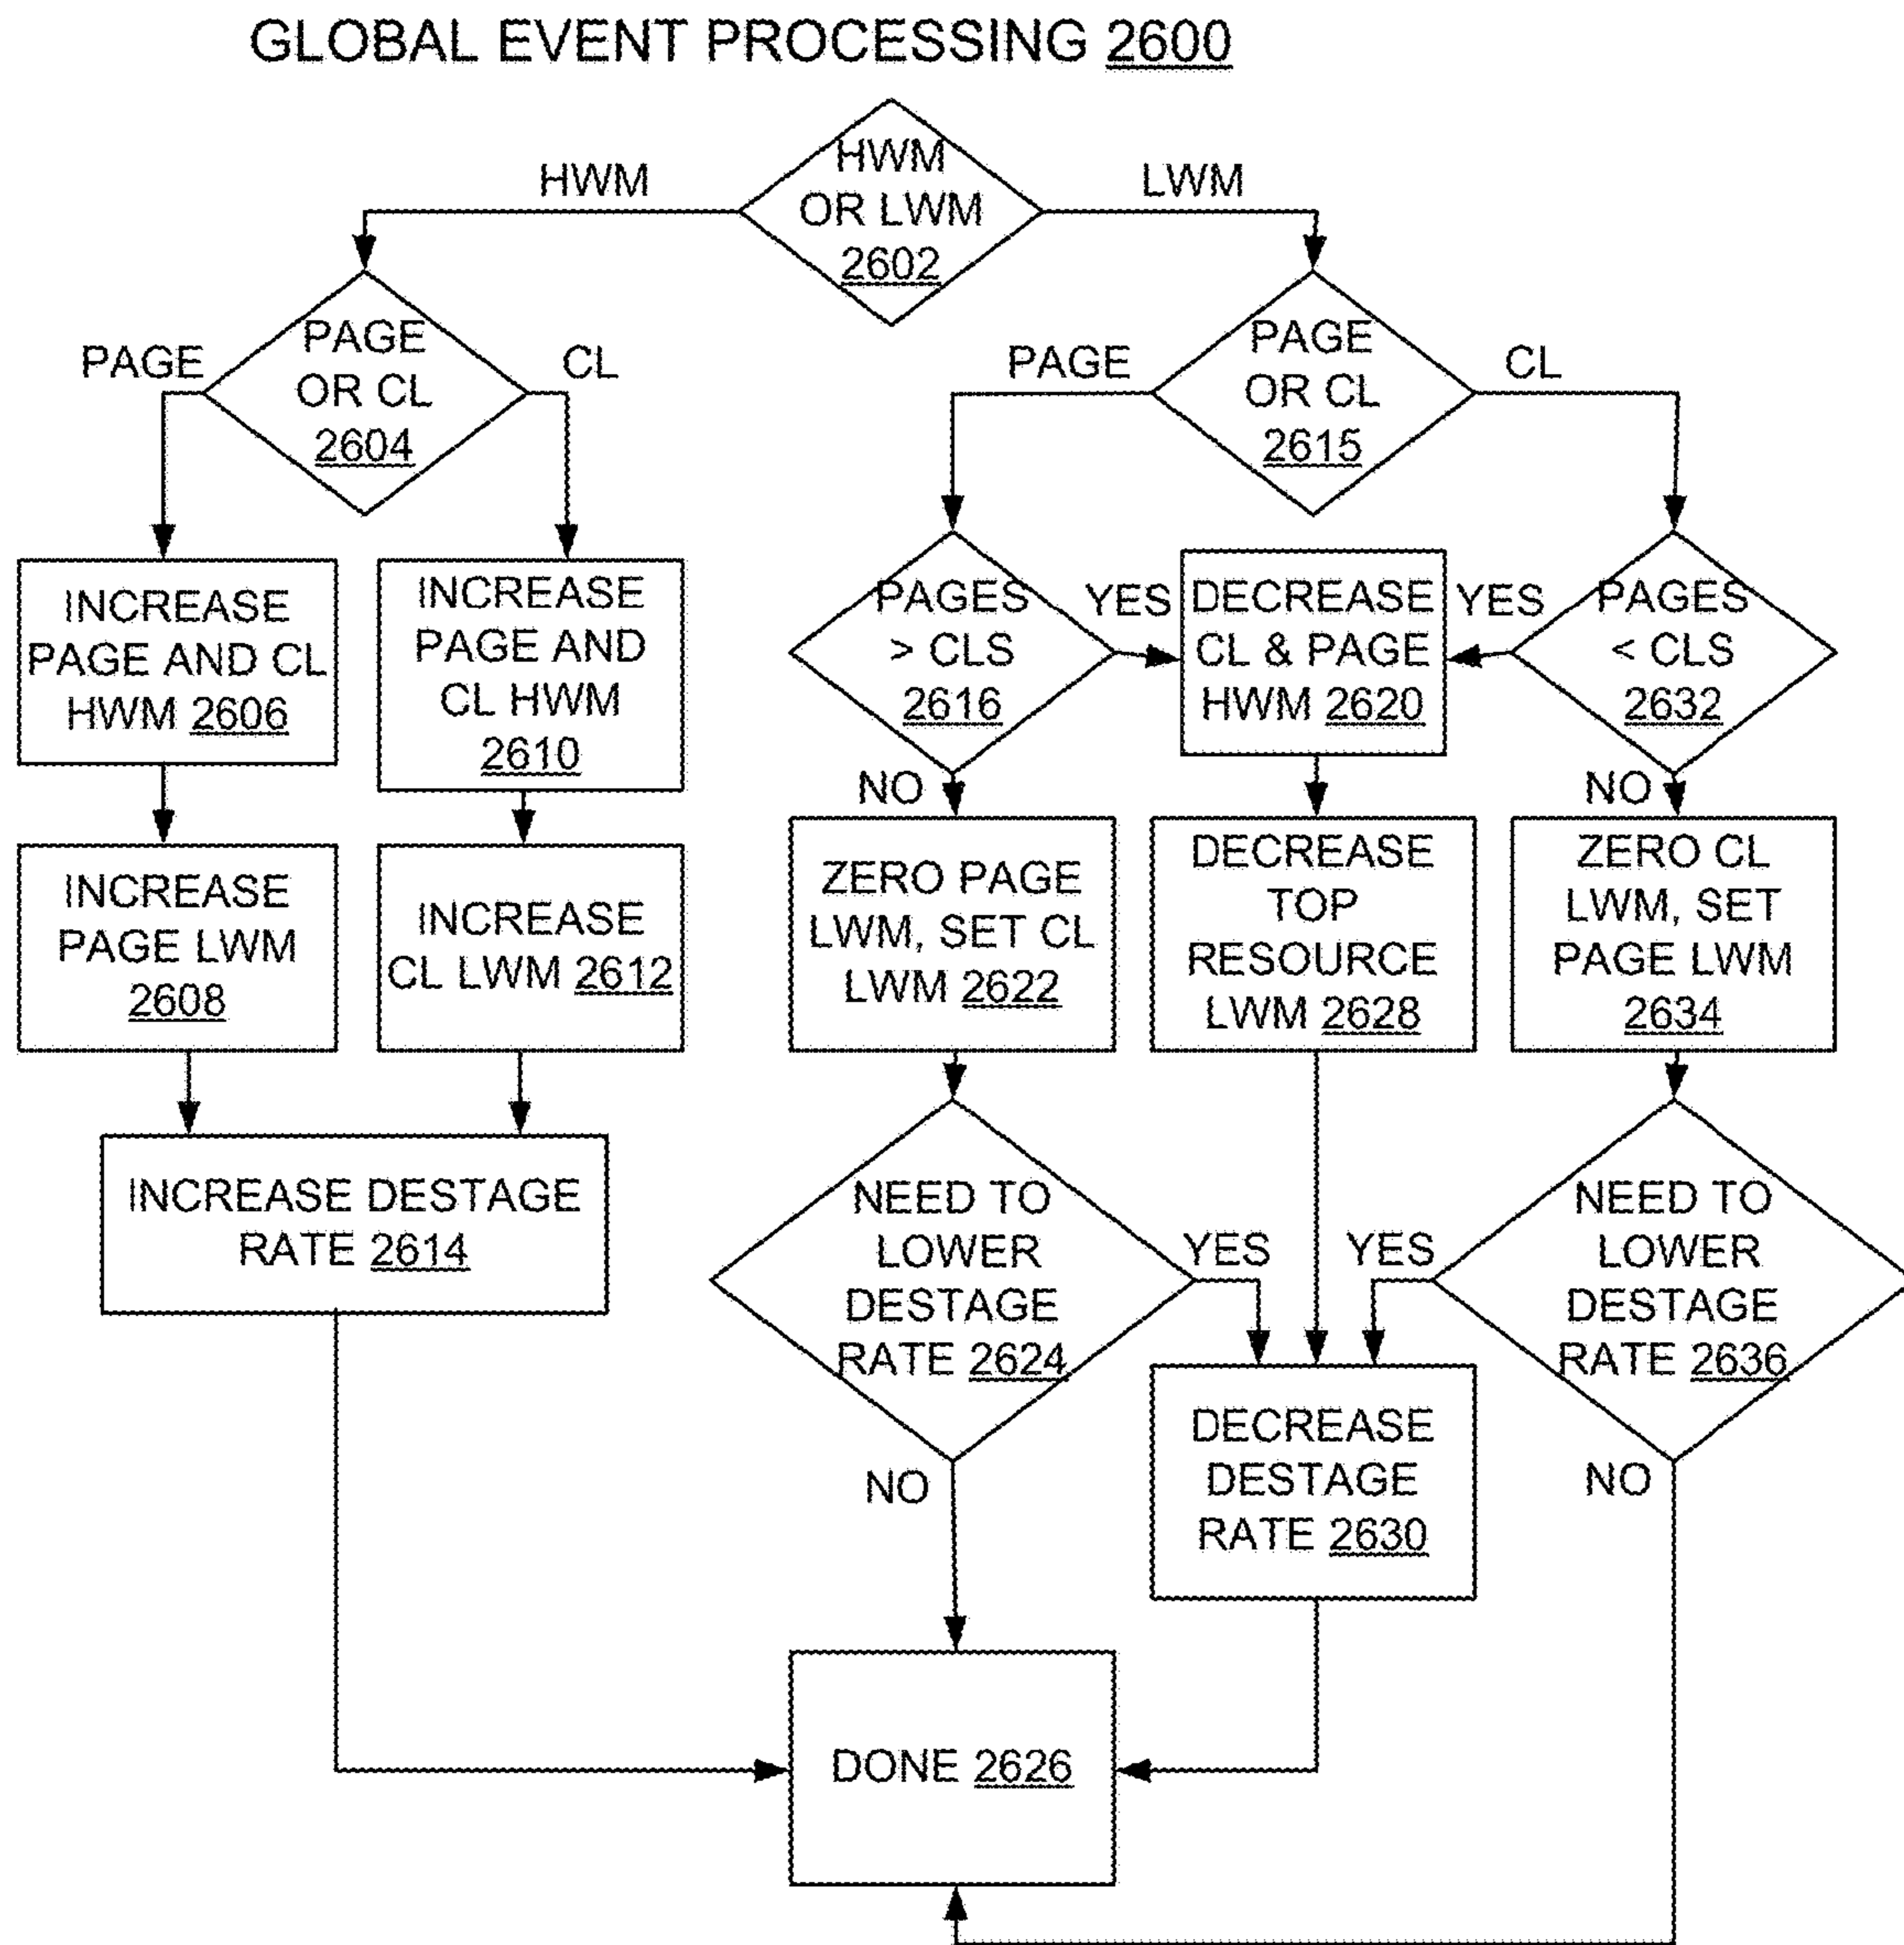 GLOBAL EVENT PROCESSING 2600
HWM
OR LWM
2602
HWM
LWM
PAGE
OR CL
2604
PAGE
CL
PAGE
OR CL
2615
PAGE
CL
INCREASE
PAGE AND CL
HWM 2606
INCREASE
PAGE AND
CL HWM
2610
PAGES
> CLS
2616
YES
DECREASE
CL & PAGE
HWM 2620
YES
PAGES
< CLS
2632
NO
NO
INCREASE
PAGE LWM
2608
INCREASE
CL LWM 2612
ZERO PAGE
LWM, SET CL
LWM 2622
DECREASE
TOP
RESOURCE
LWM 2628
ZERO CL
LWM, SET
PAGE LWM
2634
INCREASE DESTAGE
RATE 2614
NEED TO
LOWER
DESTAGE
RATE 2624
YES
YES
NEED TO
LOWER
DESTAGE
RATE 2636
NO
DECREASE
DESTAGE
RATE 2630
NO
DONE 2626